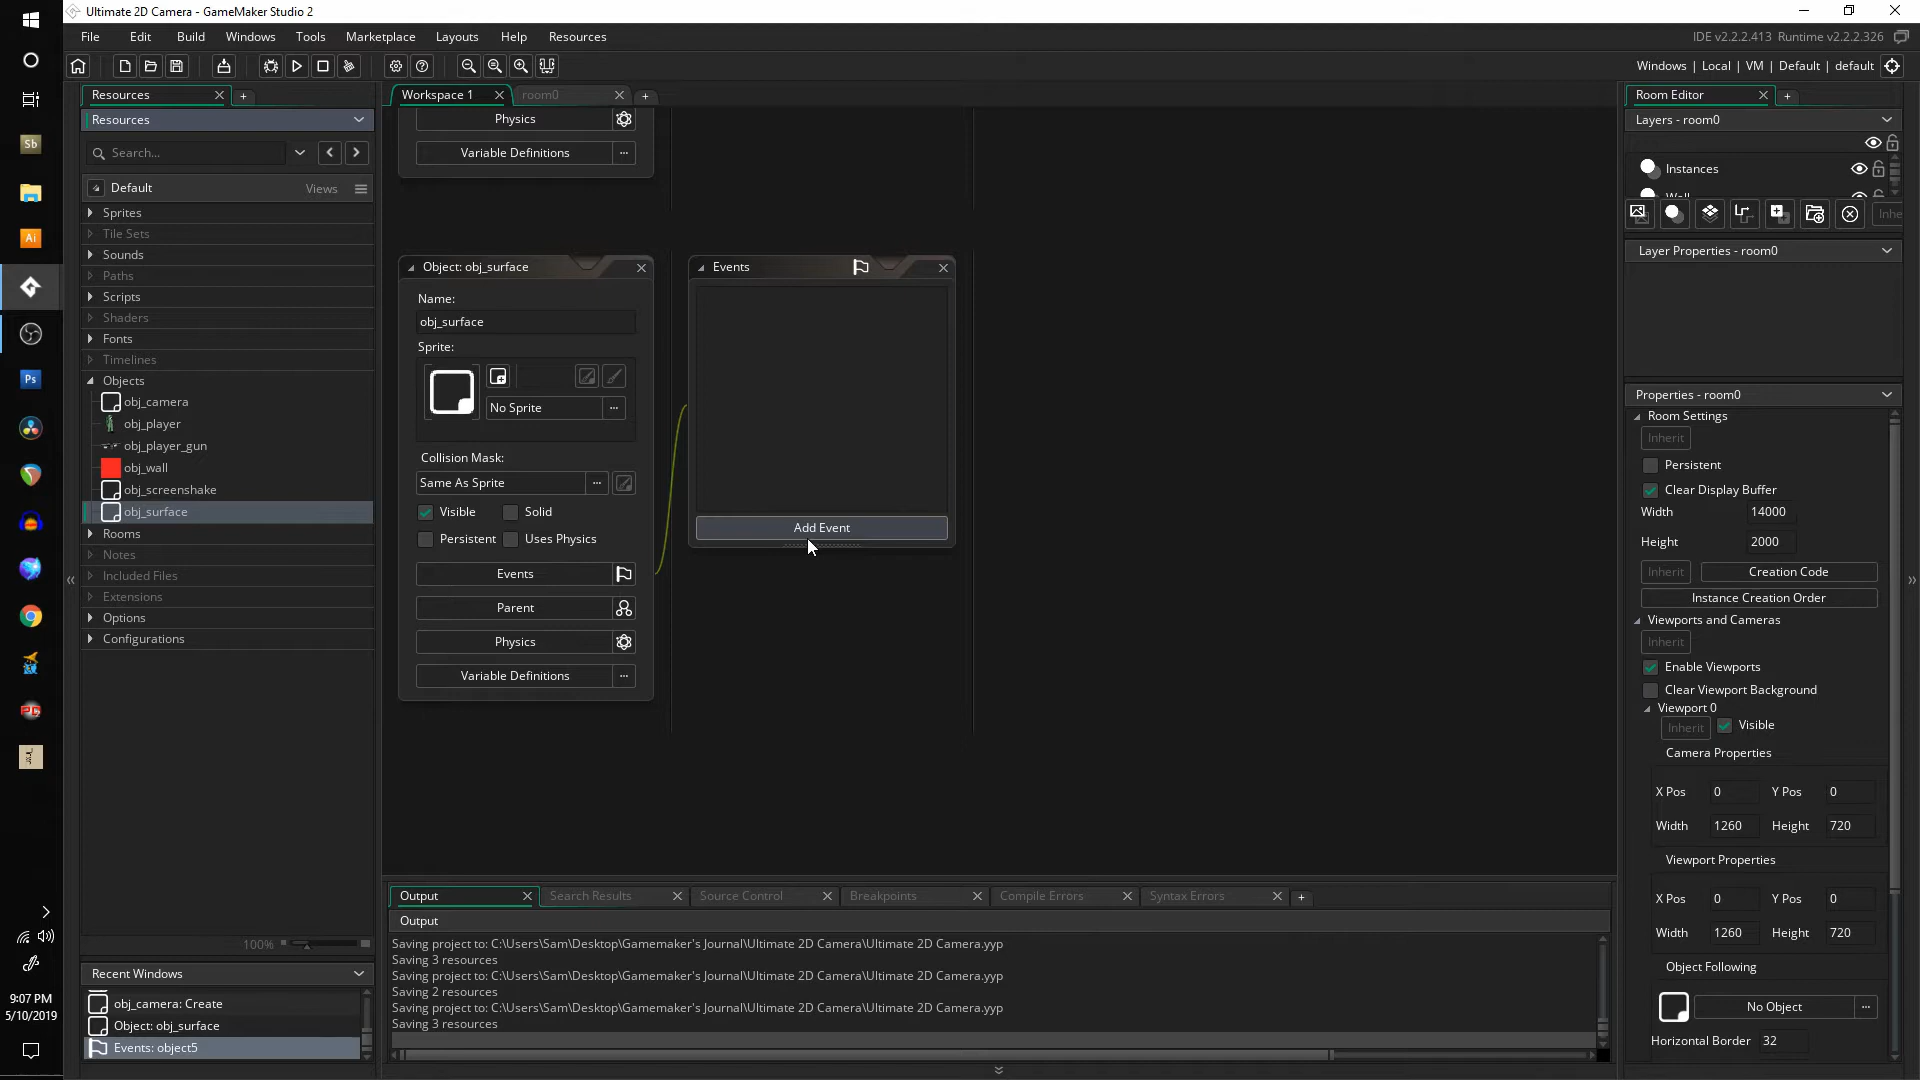 Ultimate 2D Camera - GameMaker Studio 2
File Edit Build Windows Tools Marketplace Layouts Help Resources
IDE v2.2.2.413 Runtime v2.2.2.326
Windows | Local | VM | Default | default
Resources
Resources
Search...
Default Views
Sprites
Tile Sets
Sounds
Paths
Scripts
Shaders
Fonts
Timelines
Objects
obj_camera
obj_player
obj_player_gun
obj_wall
obj_screenshake
obj_surface
Rooms
Notes
Included Files
Extensions
Options
Configurations
100%
Recent Windows
obj_camera: Create
Object: obj_surface
Events: object5
Sb
Ai
Ps
9:07 PM
5/10/2019
Workspace 1 room0
Physics
Variable Definitions
Object: obj_surface
Name:
obj_surface
Sprite:
No Sprite
Collision Mask:
Same As Sprite
Visible Solid
Persistent Uses Physics
Events
Parent
Physics
Variable Definitions
Events
Add Event
Output Search Results Source Control Breakpoints Compile Errors Syntax Errors
Output
Saving project to: C:\Users\Sam\Desktop\Gamemaker's Journal\Ultimate 2D Camera\Ultimate 2D Camera.yyp
Saving 3 resources
Saving project to: C:\Users\Sam\Desktop\Gamemaker's Journal\Ultimate 2D Camera\Ultimate 2D Camera.yyp
Saving 2 resources
Saving project to: C:\Users\Sam\Desktop\Gamemaker's Journal\Ultimate 2D Camera\Ultimate 2D Camera.yyp
Saving 3 resources
Room Editor
Layers - room0
Instances
Wall
Inhe
Layer Properties - room0
Properties - room0
Room Settings
Inherit
Persistent
Clear Display Buffer
Width 14000
Height 2000
Inherit Creation Code
Instance Creation Order
Viewports and Cameras
Inherit
Enable Viewports
Clear Viewport Background
Viewport 0
Inherit Visible
Camera Properties
X Pos 0 Y Pos 0
Width 1260 Height 720
Viewport Properties
X Pos 0 Y Pos 0
Width 1260 Height 720
Object Following
No Object
Horizontal Border 32